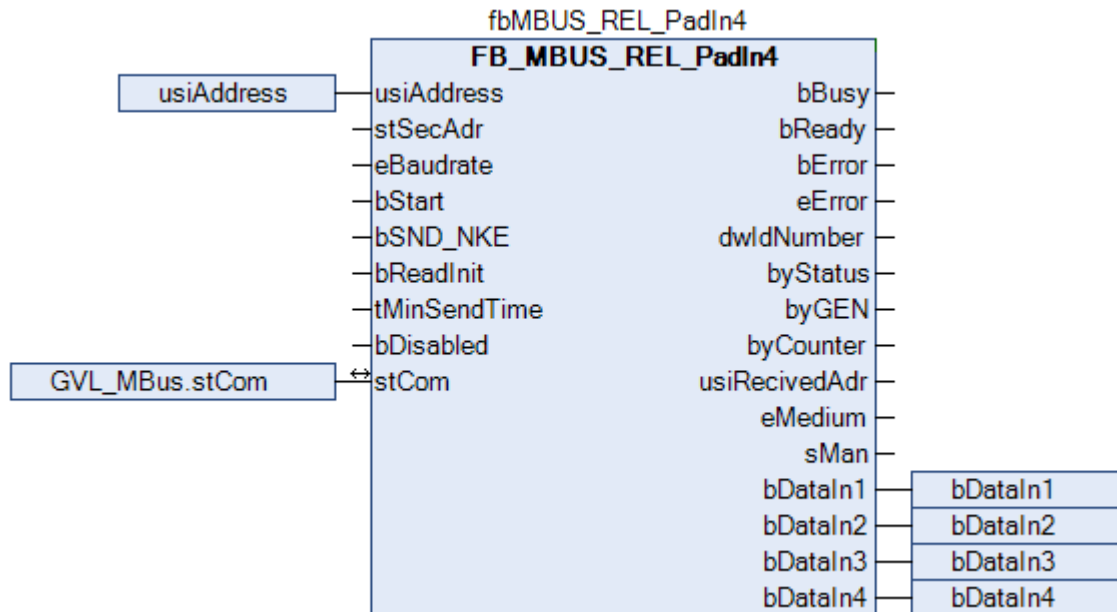 fbMBUS_REL_PadIn4
FB_MBUS_REL_PadIn4
usiAddress usiAddress bBusy
stSecAdr bReady
eBaudrate bError
bStart eError
bSND_NKE dwIdNumber
bReadInit byStatus
tMinSendTime byGEN
bDisabled byCounter
GVL_MBus.stCom stCom usiRecivedAdr
eMedium
sMan
bDataIn1 bDataIn1
bDataIn2 bDataIn2
bDataIn3 bDataIn3
bDataIn4 bDataIn4